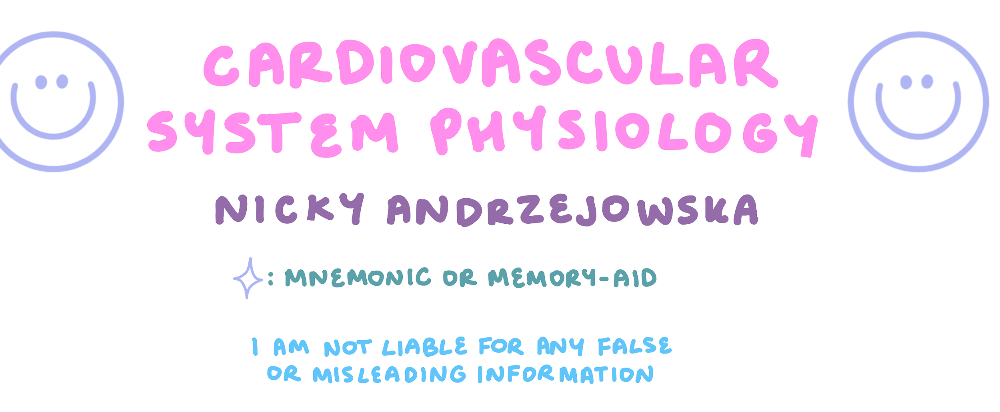 CARDIOVASCULAR
SYSTEM PHYSIOLOGY
NICKY ANDRZEJOWSKA
: MNEMONIC OR MEMORY-AID
I AM NOT LIABLE FOR ANY FALSE
OR MISLEADING INFORMATION